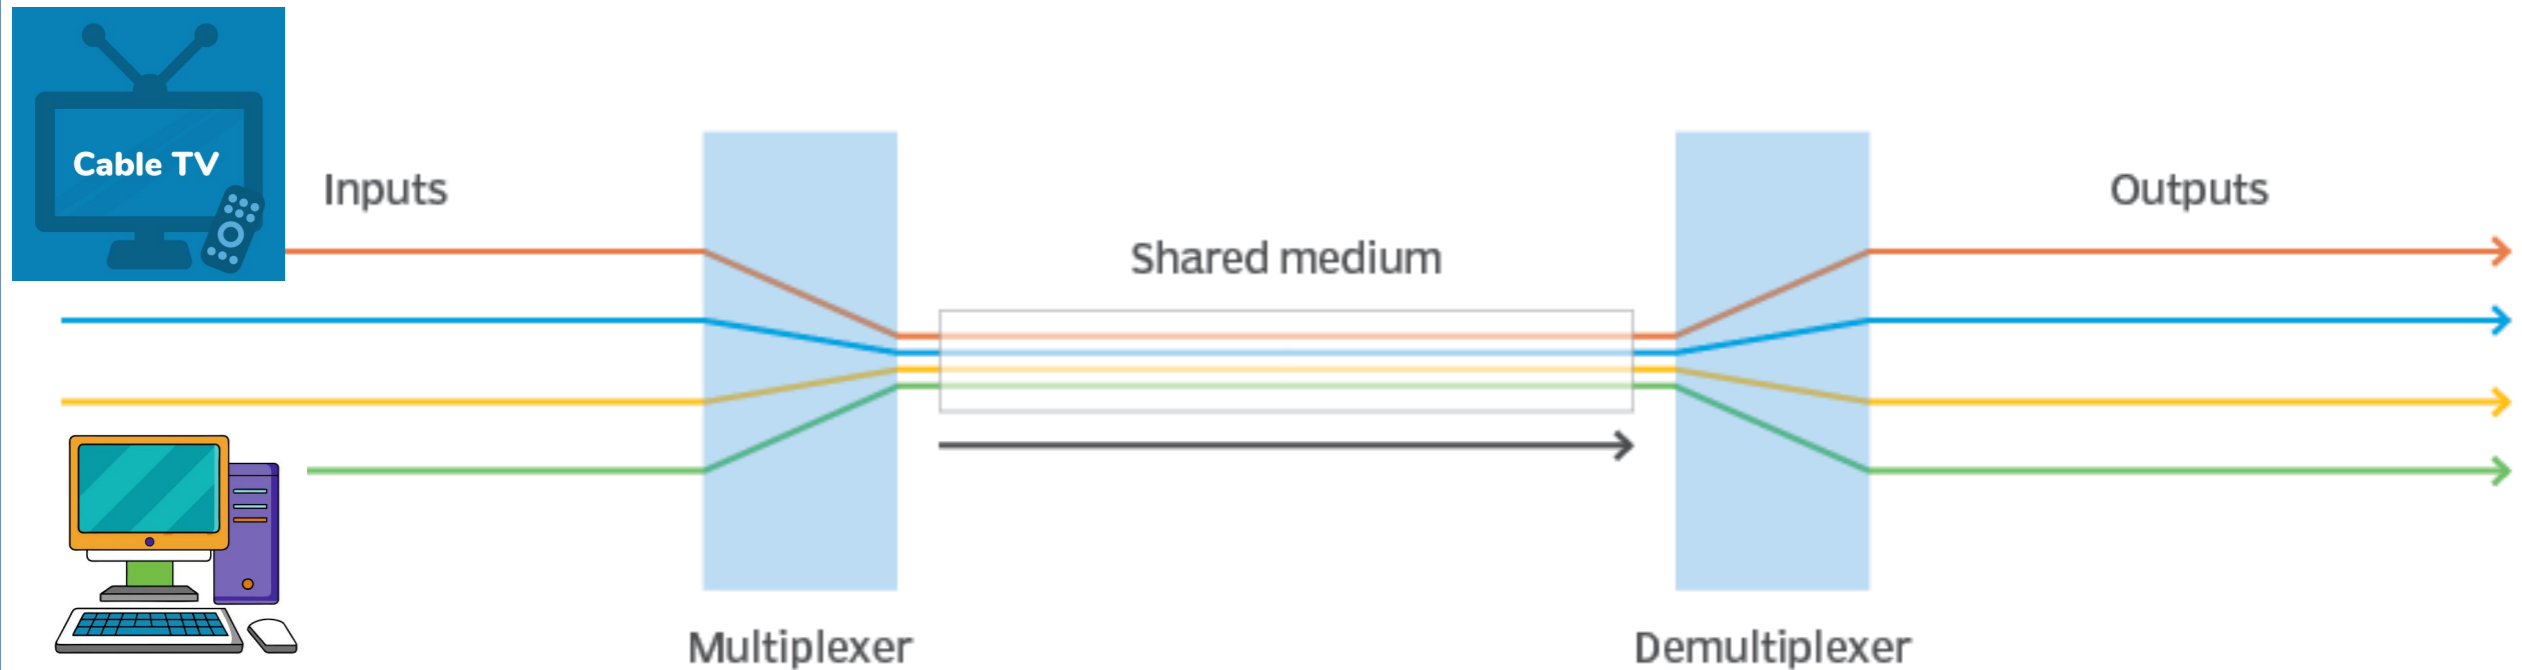 Cable TV
Inputs
Outputs
Shared medium
Multiplexer
Demultiplexer